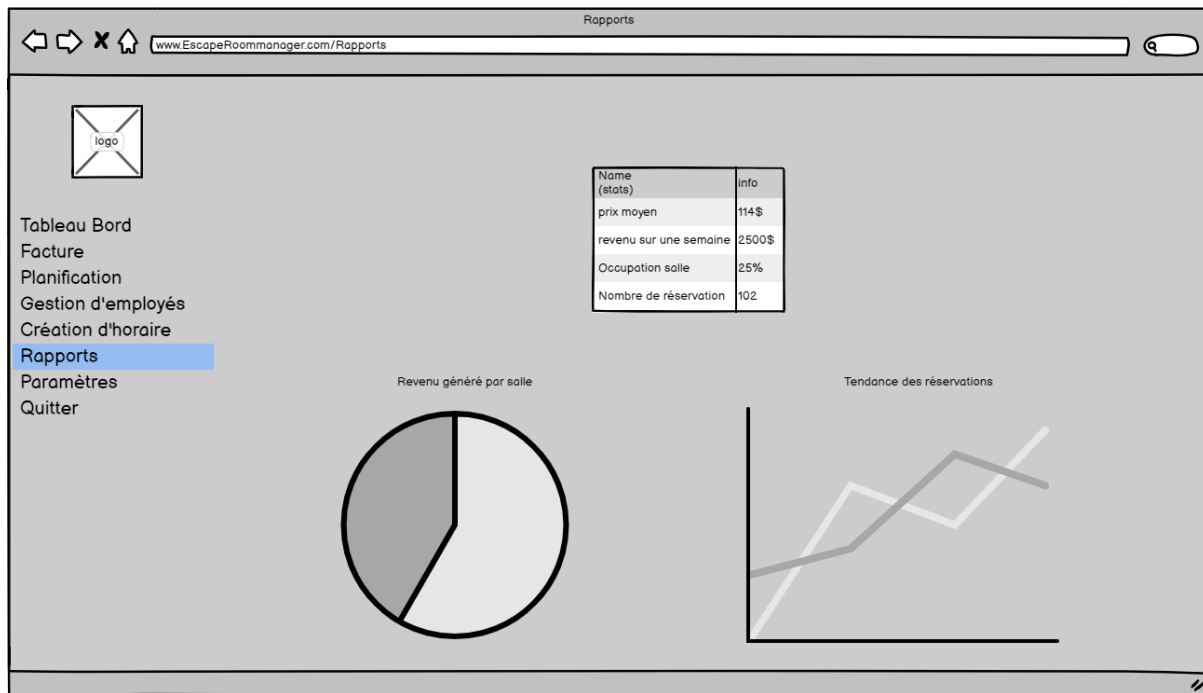 Rapports
www.EscapeRoommanager.com/Rapports
logo
Tableau Bord
Facture
Planification
Gestion d'employés
Création d'horaire
Rapports
Paramètres
Quitter
Name
(stats)
info
prix moyen
114$
revenu sur une semaine
2500$
Occupation salle
25%
Nombre de réservation
102
Revenu généré par salle
Tendance des réservations